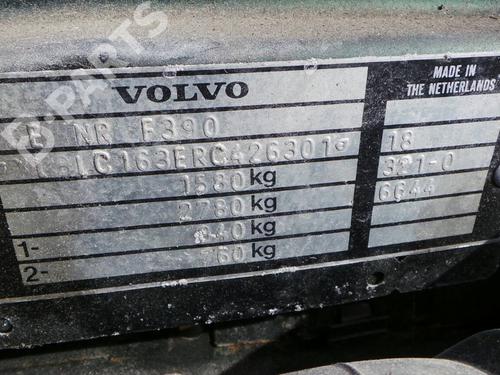 B-PARTS
VOLVO
MADE IN
THE NETHERLANDS
E NR F390
18
321-0
1580 kg
6644
2780 kg
kg
1-
2- 760 kg